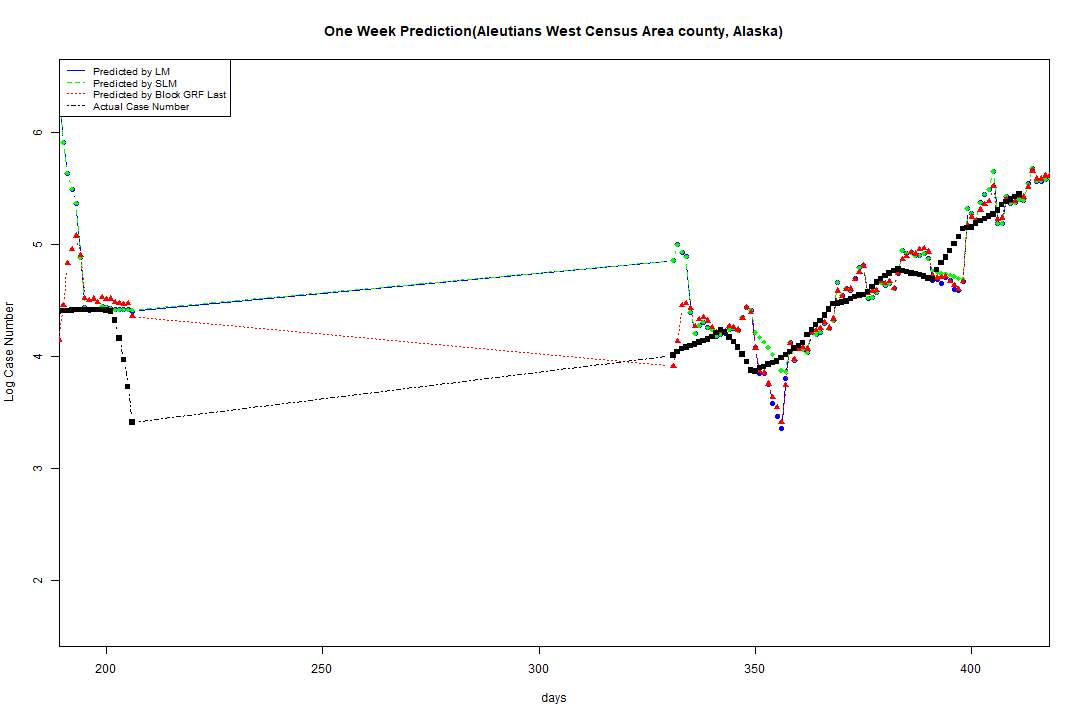 One Week Prediction(Aleutians West Census Area county, Alaska)
Predicted by LM
Predicted by SLM
Predicted by Block GRF Last
Actual Case Number
Log Case Number
6
5
4
3
2
200 250 300 350 400
days